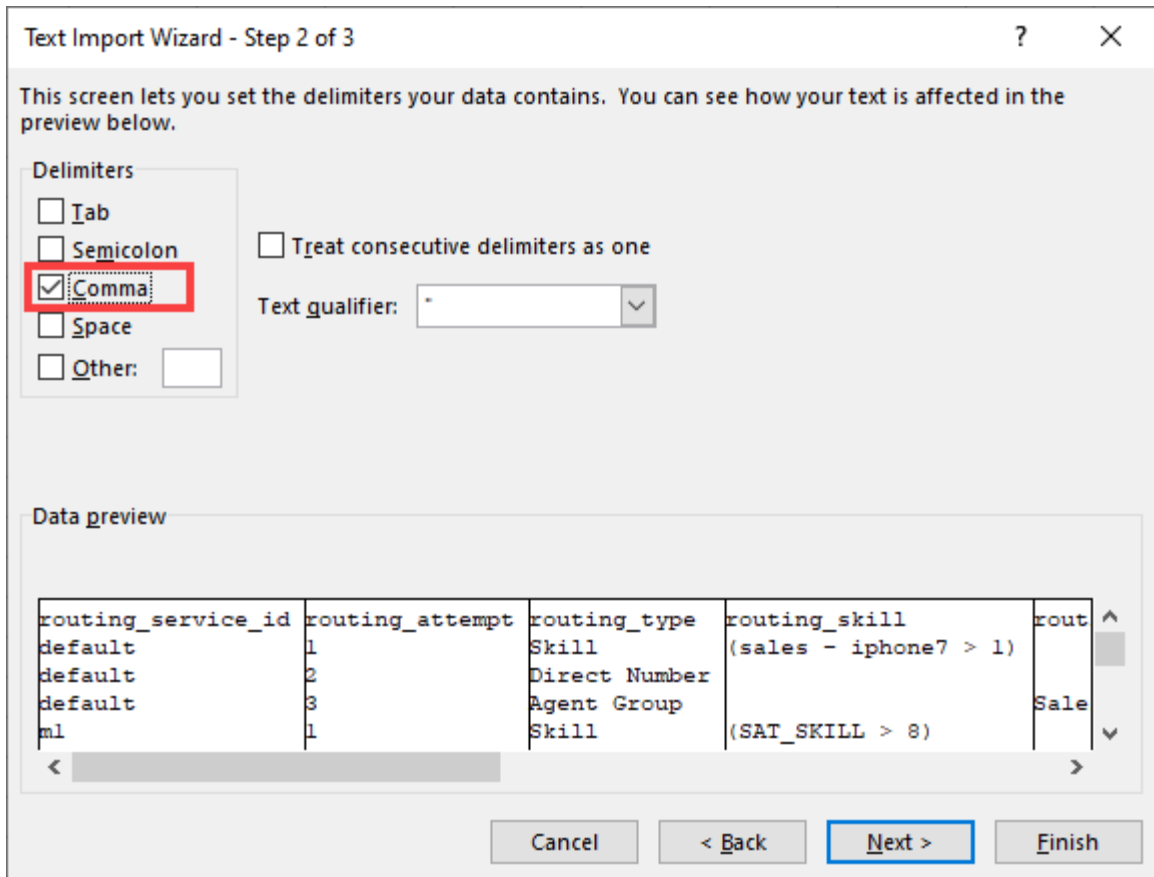 Text Import Wizard - Step 2 of 3
?
This screen lets you set the delimiters your data contains. You can see how your text is affected in the
preview below.
Delimiters
Tab
Semicolon
Treat consecutive delimiters as one
Comma
Text qualifier: "
Space
Other:
Data preview
routing_service_id routing_attempt routing_type routing_skill rout
default 1 Skill (sales - iphone7 > 1)
default 2 Direct Number
default 3 Agent Group Sale
m1 1 Skill (SAT_SKILL > 8)
Cancel < Back Next > Finish